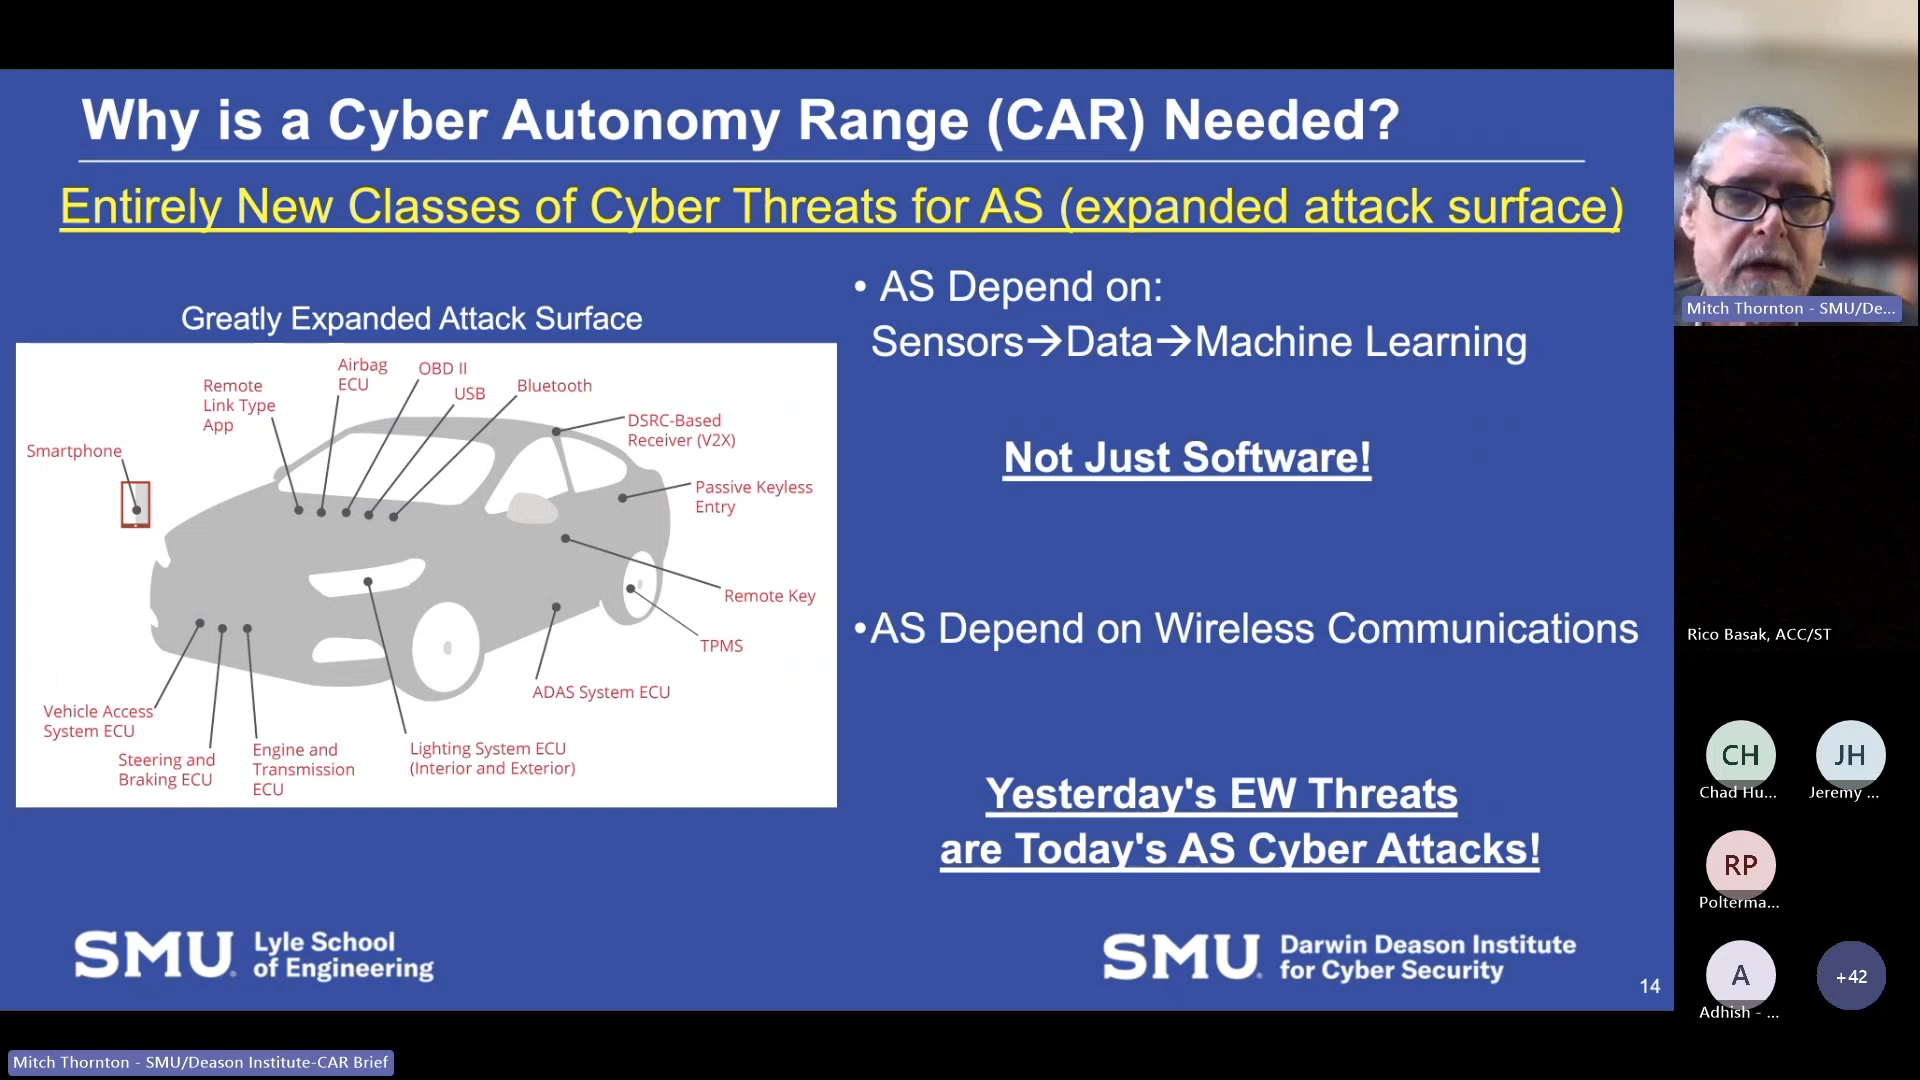 Why is a Cyber Autonomy Range (CAR) Needed?
Entirely New Classes of Cyber Threats for AS (expanded attack surface)
Greatly Expanded Attack Surface
Smartphone
Remote
Link Type
App
Airbag
ECU
OBD II
USB
Bluetooth
DSRC-Based
Receiver (V2X)
Passive Keyless
Entry
Remote Key
TPMS
ADAS System ECU
Lighting System ECU
(Interior and Exterior)
Engine and
Transmission
ECU
Steering and
Braking ECU
Vehicle Access
System ECU
• AS Depend on:
Sensors→Data→Machine Learning
Not Just Software!
•AS Depend on Wireless Communications
Yesterday's EW Threats
are Today's AS Cyber Attacks!
SMU. Lyle School
of Engineering
SMU. Darwin Deason Institute
for Cyber Security
14
Mitch Thornton - SMU/De...
Rico Basak, ACC/ST
CH
Chad Hu...
JH
Jeremy ...
RP
Polterma...
A
Adhish - ...
+42
Mitch Thornton - SMU/Deason Institute-CAR Brief